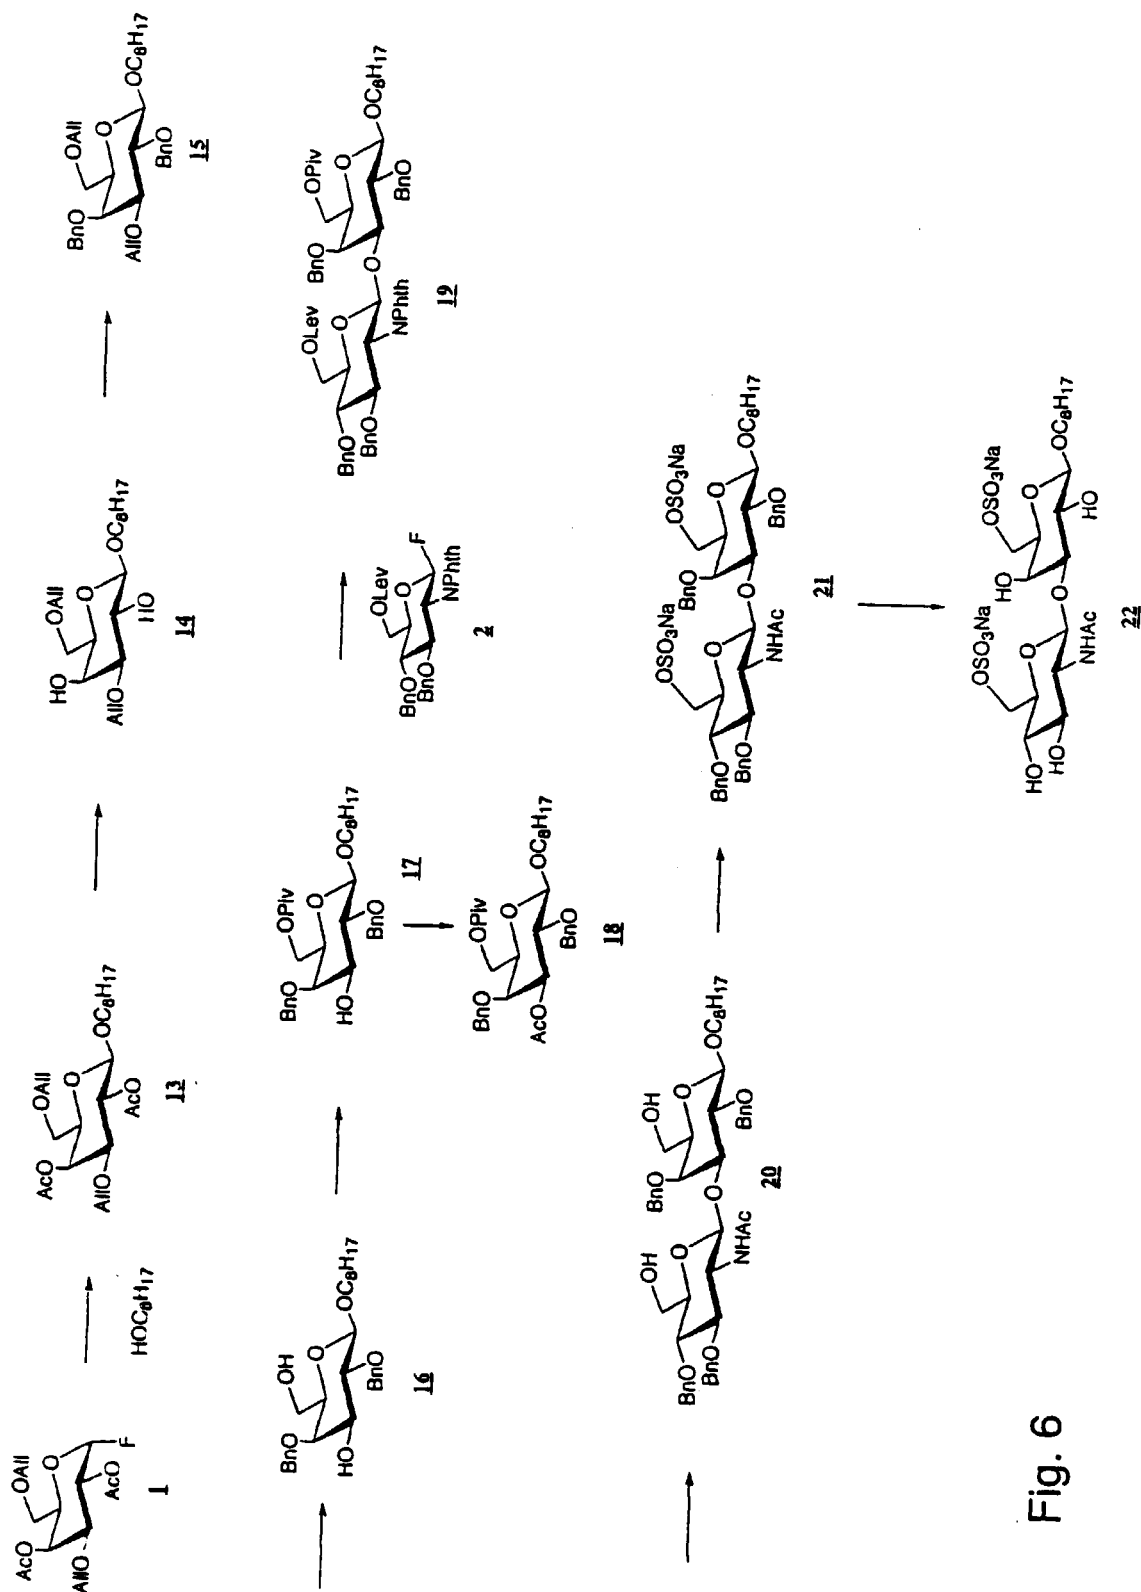 AcO
OAll
O
AllO
AcO
F
1
HOC₈H₁₇
AcO
OAll
O
AllO
AcO
OC₈H₁₇
13
HO
OAll
O
AllO
HO
OC₈H₁₇
14
BnO
OAll
O
AllO
BnO
OC₈H₁₇
15
BnO
OH
O
HO
BnO
OC₈H₁₇
16
BnO
OPiv
O
HO
BnO
OC₈H₁₇
17
BnO
OPiv
O
AcO
BnO
OC₈H₁₇
18
OLev
O
BnO
BnO
F
NPhth
2
OLev
O
BnO
BnO
NPhth
O
BnO
OPiv
O
BnO
OC₈H₁₇
19
OH
O
BnO
BnO
NHAc
O
BnO
OH
O
BnO
OC₈H₁₇
20
OSO₃Na
O
BnO
BnO
NHAc
O
BnO
OSO₃Na
O
BnO
OC₈H₁₇
21
OSO₃Na
O
HO
HO
NHAc
O
HO
OSO₃Na
O
HO
OC₈H₁₇
22
Fig. 6